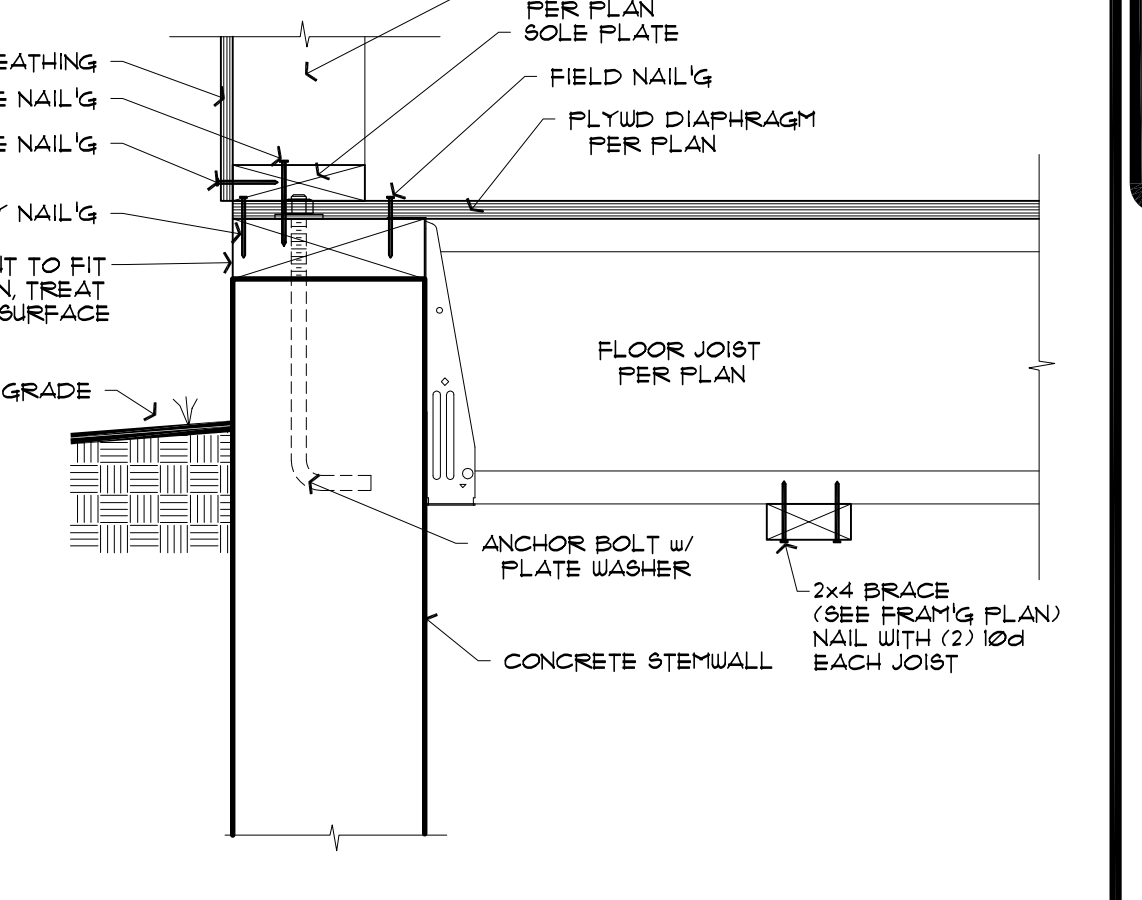 PER PLAN
SOLE PLATE
EATHING
FIELD NAIL'G
E NAIL'G
PLYWD DIAPHRAGM
PER PLAN
E NAIL'G
Y NAIL'G
T TO FIT
N, TREAT
SURFACE
FLOOR JOIST
PER PLAN
GRADE
ANCHOR BOLT w/
PLATE WASHER
2x4 BRACE
(SEE FRAM'G PLAN)
NAIL WITH (2) 10d
EACH JOIST
CONCRETE STEMWALL